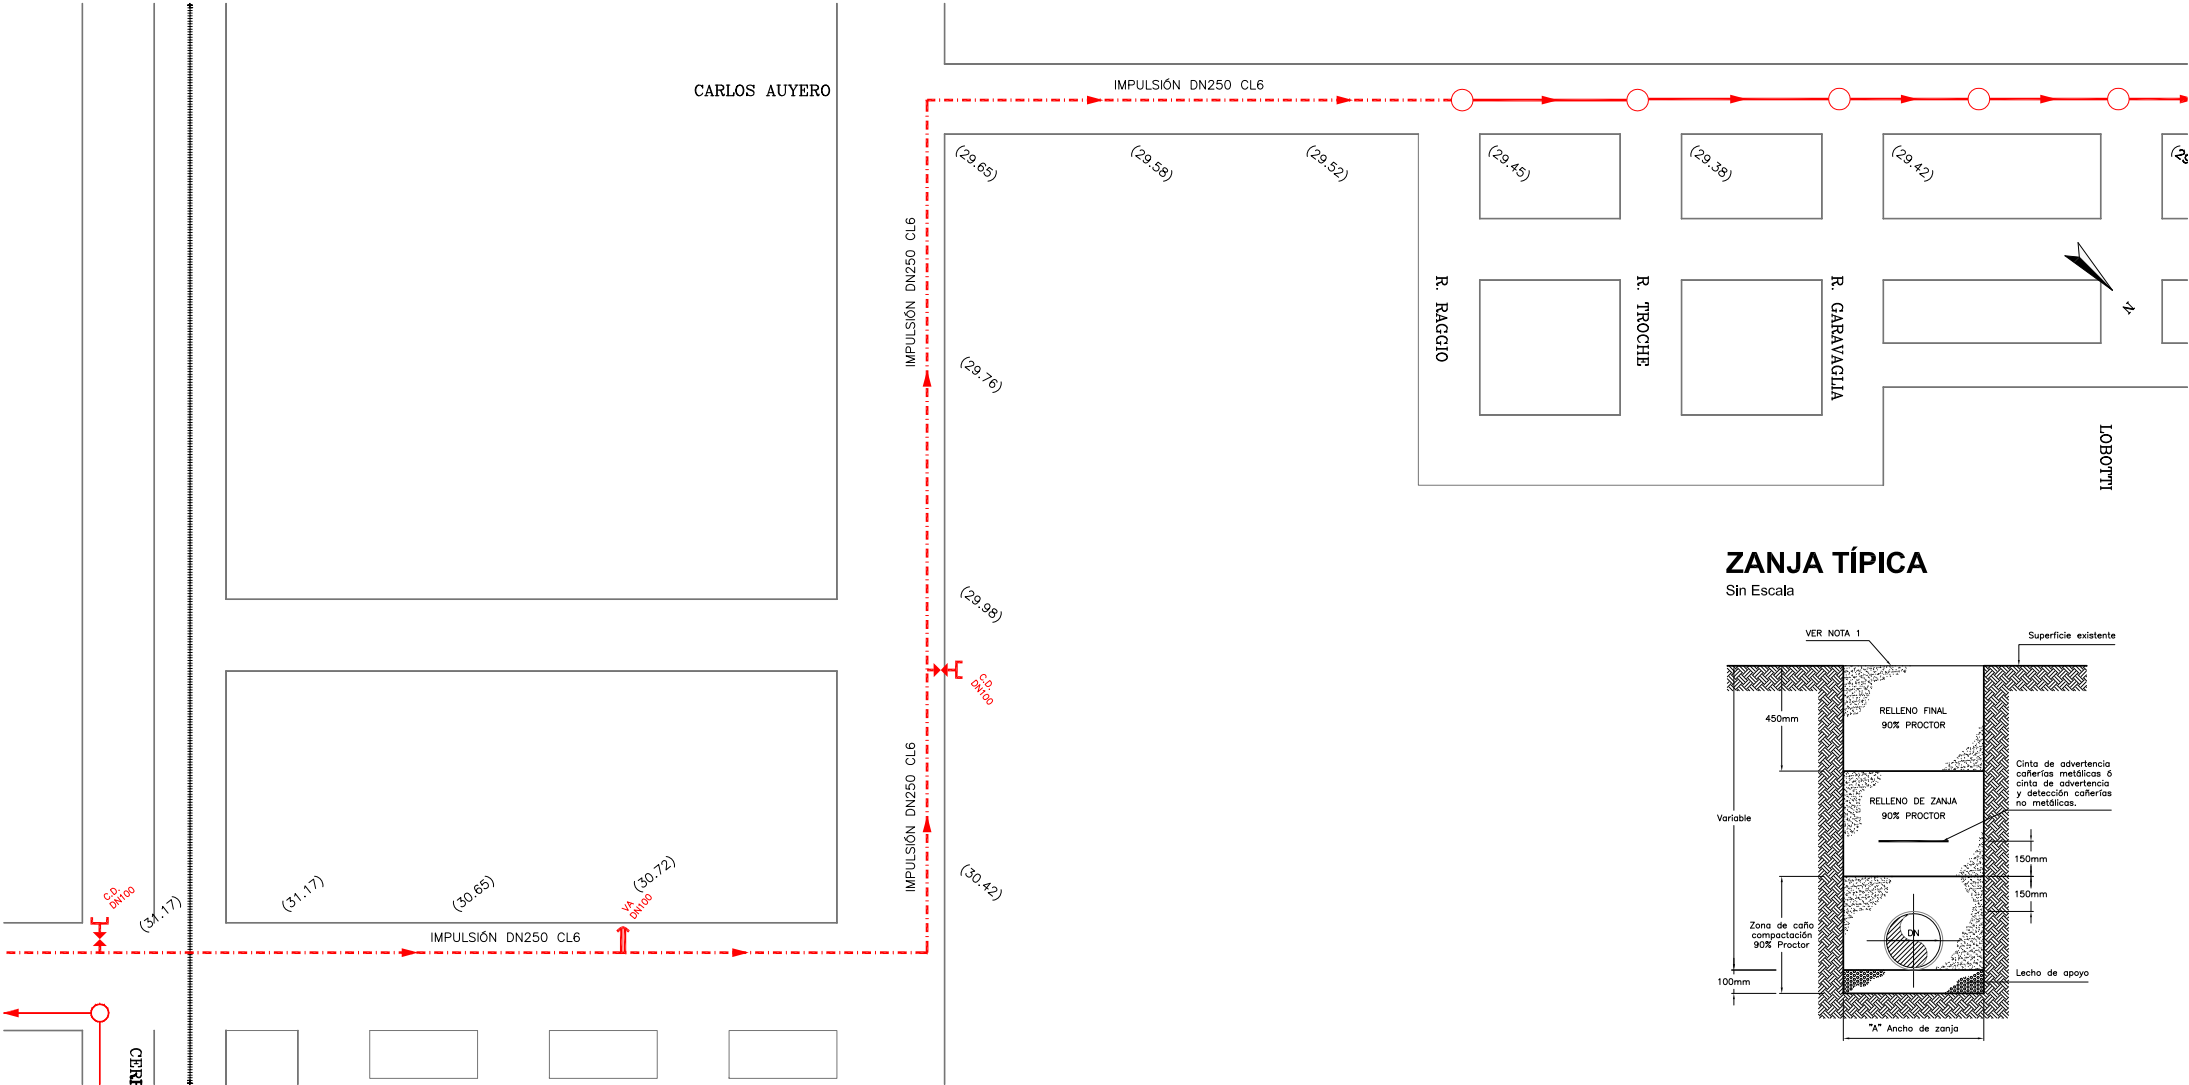 CARLOS AUYERO
IMPULSIÓN DN250 CL6
(29.65)
(29.58)
(29.52)
(29.45)
(29.38)
(29.42)
IMPULSIÓN DN250 CL6
R. RAGGIO
R. TROCHE
R. GARAVAGLIA
N
(29.76)
LOBOTTI
(29.98)
C.D.
DN100
IMPULSIÓN DN250 CL6
(30.42)
C.D.
DN100
(31.17)
(31.17)
(30.65)
(30.72)
VA
DN100
IMPULSIÓN DN250 CL6
ZANJA TÍPICA
Sin Escala
VER NOTA 1
Superficie existente
450mm
RELLENO FINAL
90% PROCTOR
Cinta de advertencia
cañerías metálicas ó
cinta de advertencia
y detección cañerías
no metálicas.
RELLENO DE ZANJA
90% PROCTOR
Variable
150mm
150mm
Zona de caño
compactación
90% Proctor
DN
Lecho de apoyo
100mm
"A" Ancho de zanja